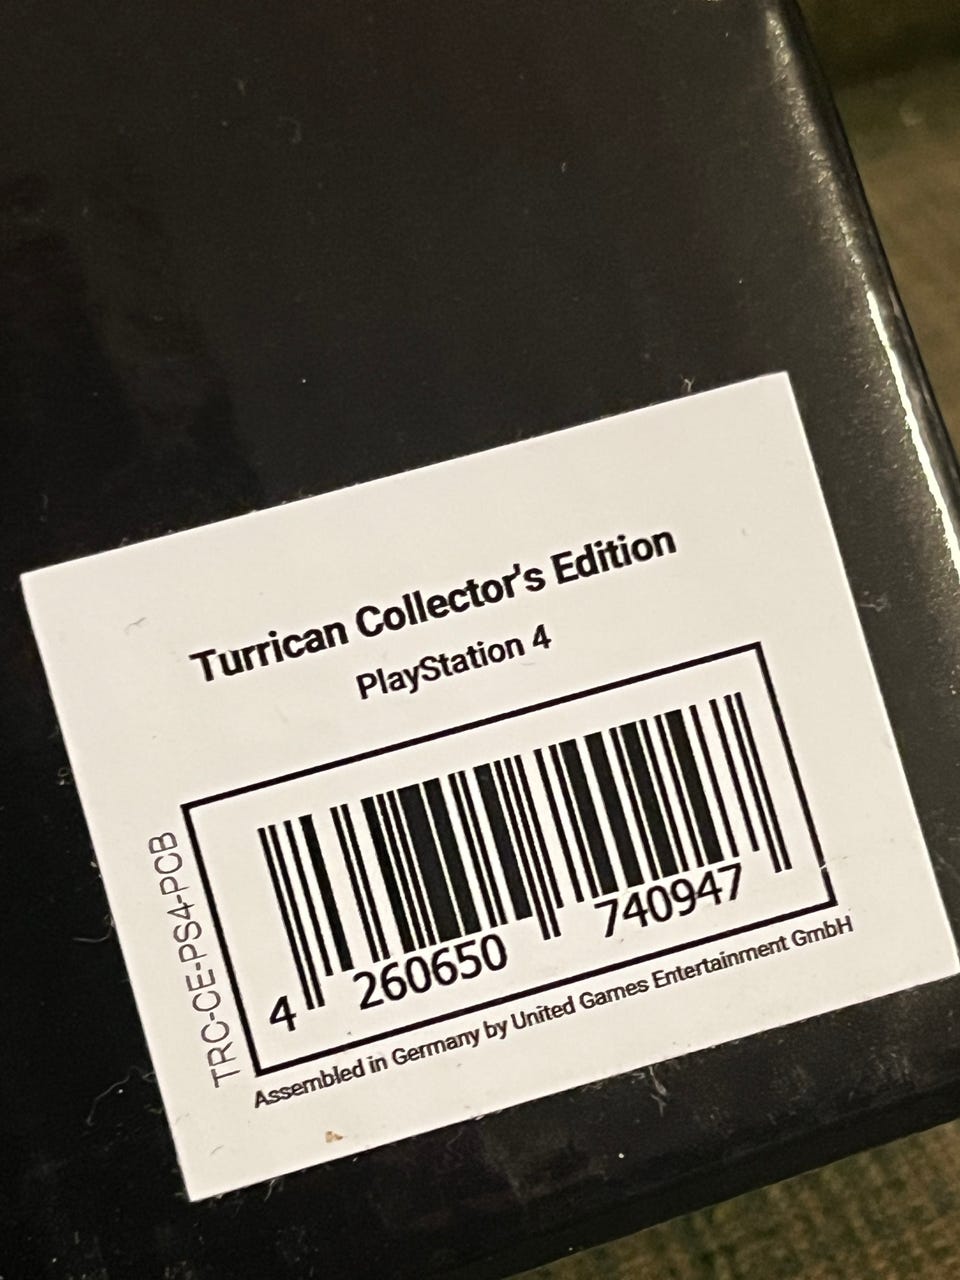 Turrican Collector's Edition
PlayStation 4
TRC-CE-PS4-PCB
4 260650 740947
Assembled in Germany by United Games Entertainment GmbH